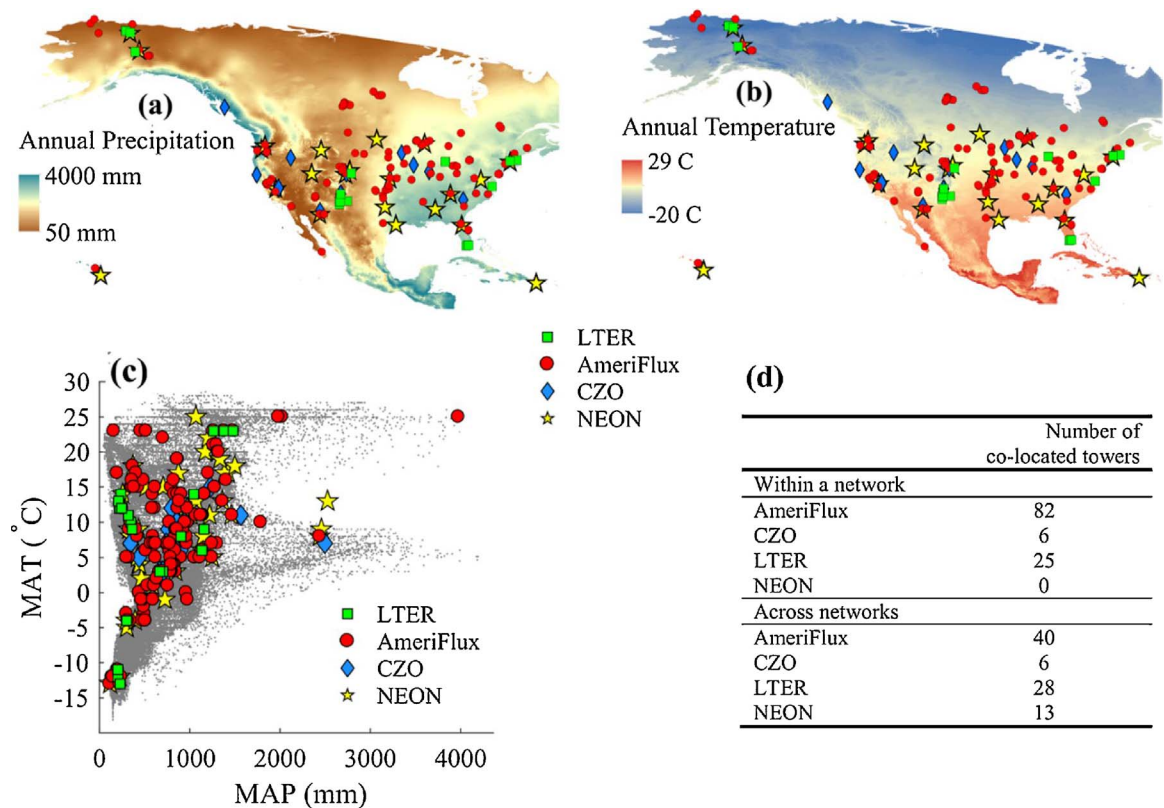 (a)
Annual Precipitation
4000 mm
50 mm
(b)
Annual Temperature
29 C
-20 C
LTER
AmeriFlux
CZO
NEON
(c)
30
25
20
15
10
5
0
-5
-10
-15
MAT (°C)
0
1000
2000
3000
4000
MAP (mm)
LTER
AmeriFlux
CZO
NEON
(d)
Number of
co-located towers
Within a network
AmeriFlux 82
CZO 6
LTER 25
NEON 0
Across networks
AmeriFlux 40
CZO 6
LTER 28
NEON 13